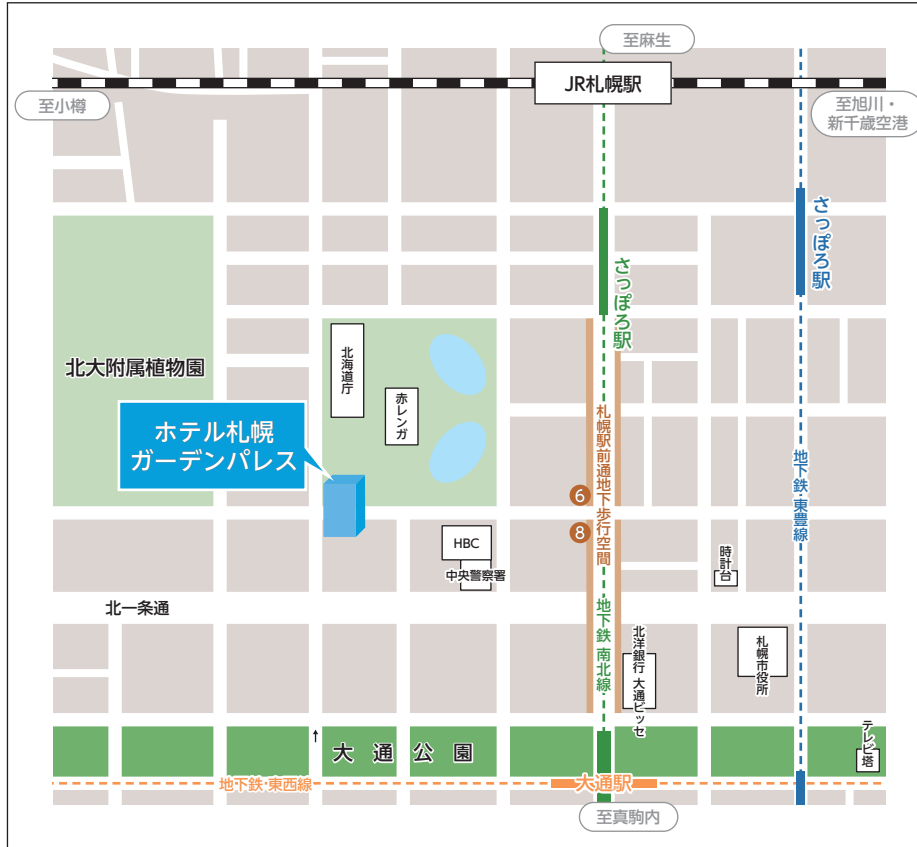 至麻生
JR札幌駅
至小樽
至旭川・
新千歳空港
さっぽろ駅
さっぽろ駅
北大附属植物園
北海道庁
赤レンガ
ホテル札幌
ガーデンパレス
札幌駅前通地下歩行空間
地下鉄・東豊線
6
8
HBC
中央警察署
時計台
北一条通
地下鉄 南北線
北洋銀行 大通ビッセ
札幌市役所
テレビ塔
↑
大通公園
地下鉄 東西線
大通駅
至真駒内